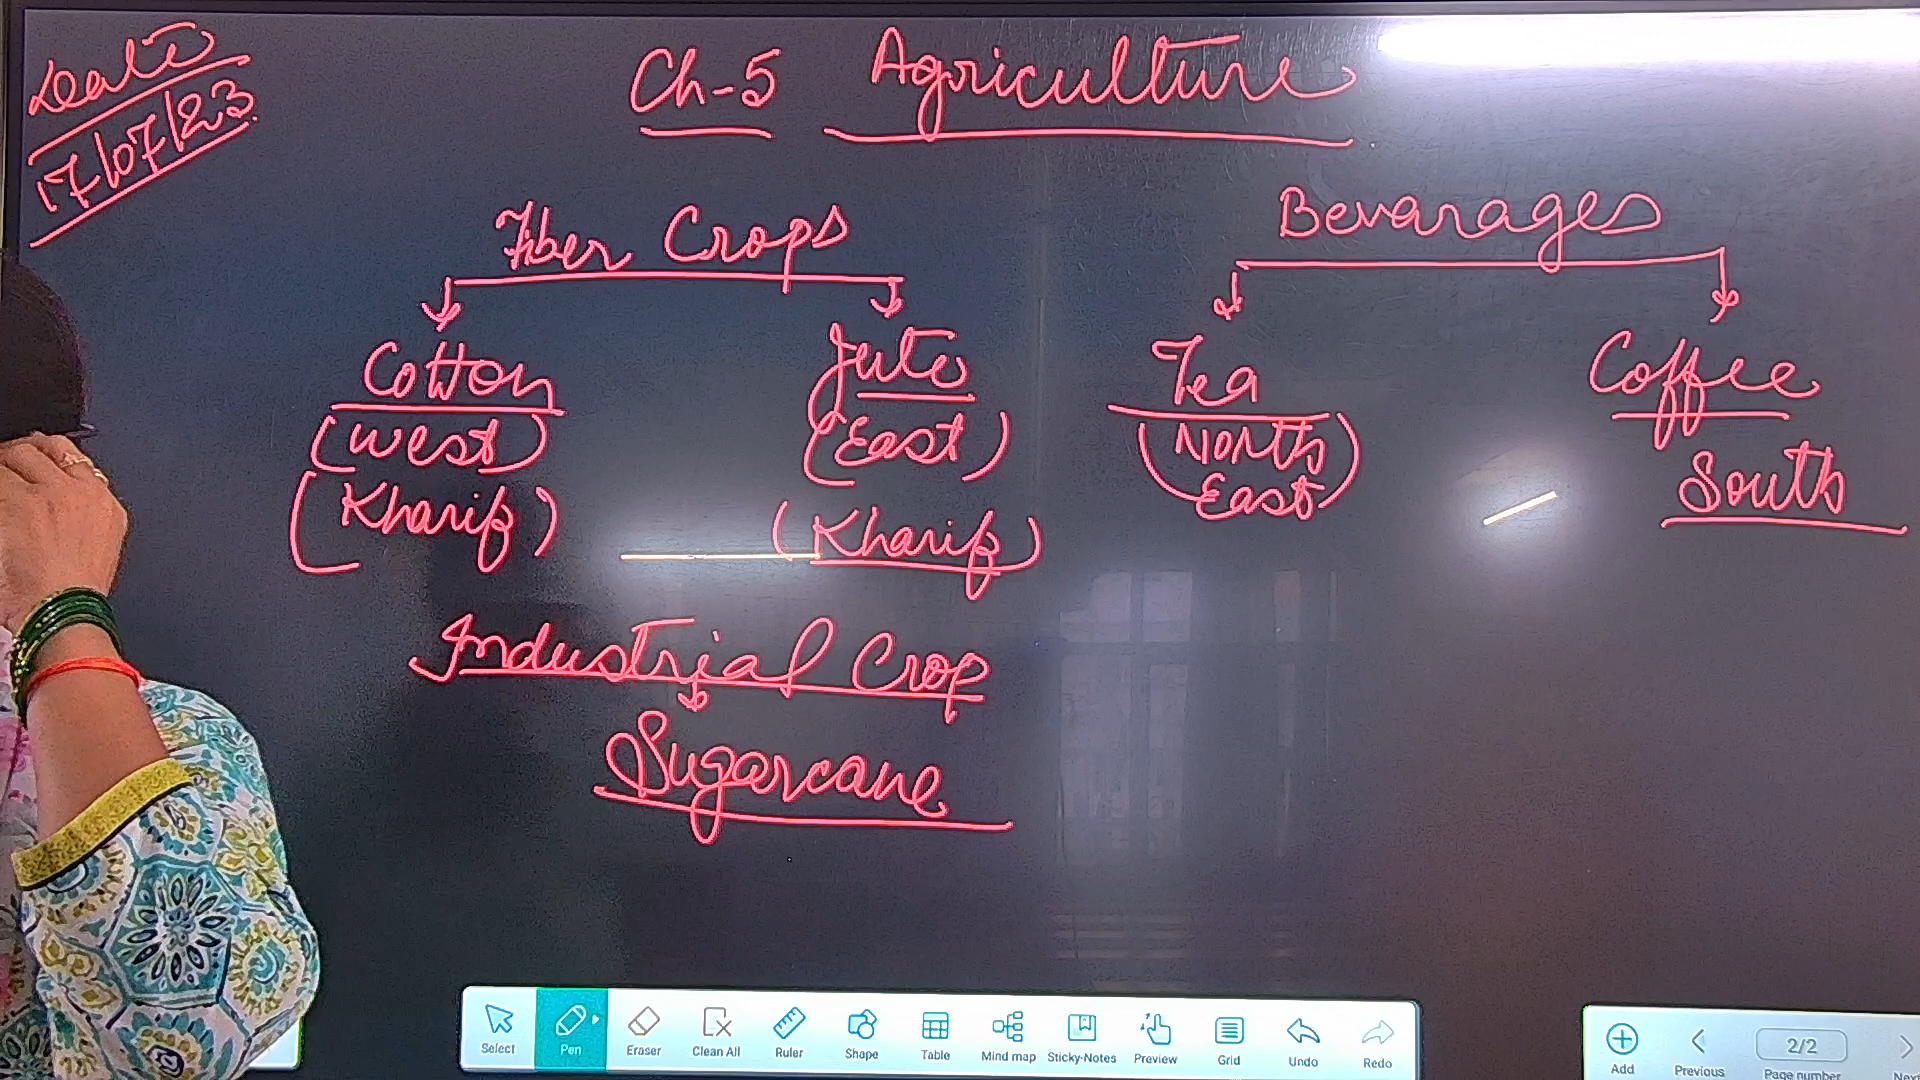 Date
17/07/23
Ch-5 Agriculture
Fiber Crops
Bevarages
Cotton
(West)
(Kharif)
Jute
(East)
(Kharif)
Tea
(North
East)
Coffee
South
Industrial Crop
Sugarcane
Select
Pen
Eraser
Clean All
Ruler
Shape
Table
Mind map
Sticky-Notes
Preview
Grid
Undo
Redo
Add
Previous
2/2
Page number
Next